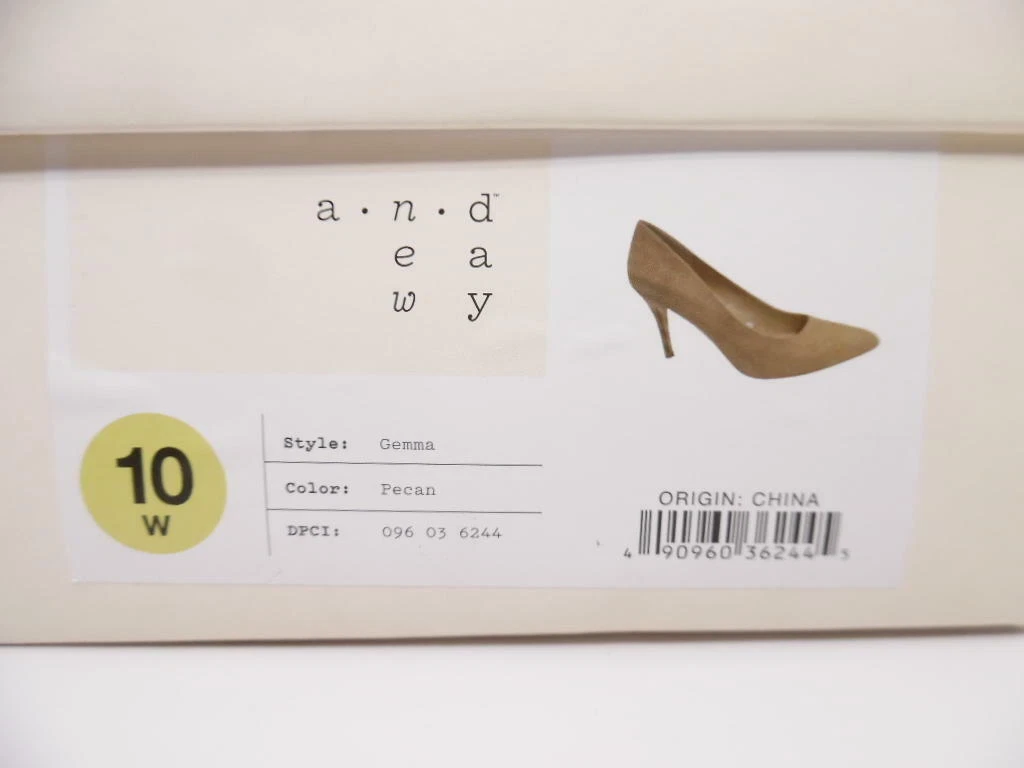 a · n · d™
e a
w y
10
W
Style: Gemma
Color: Pecan
DPCI: 096 03 6244
ORIGIN: CHINA
4 90960 36244 5